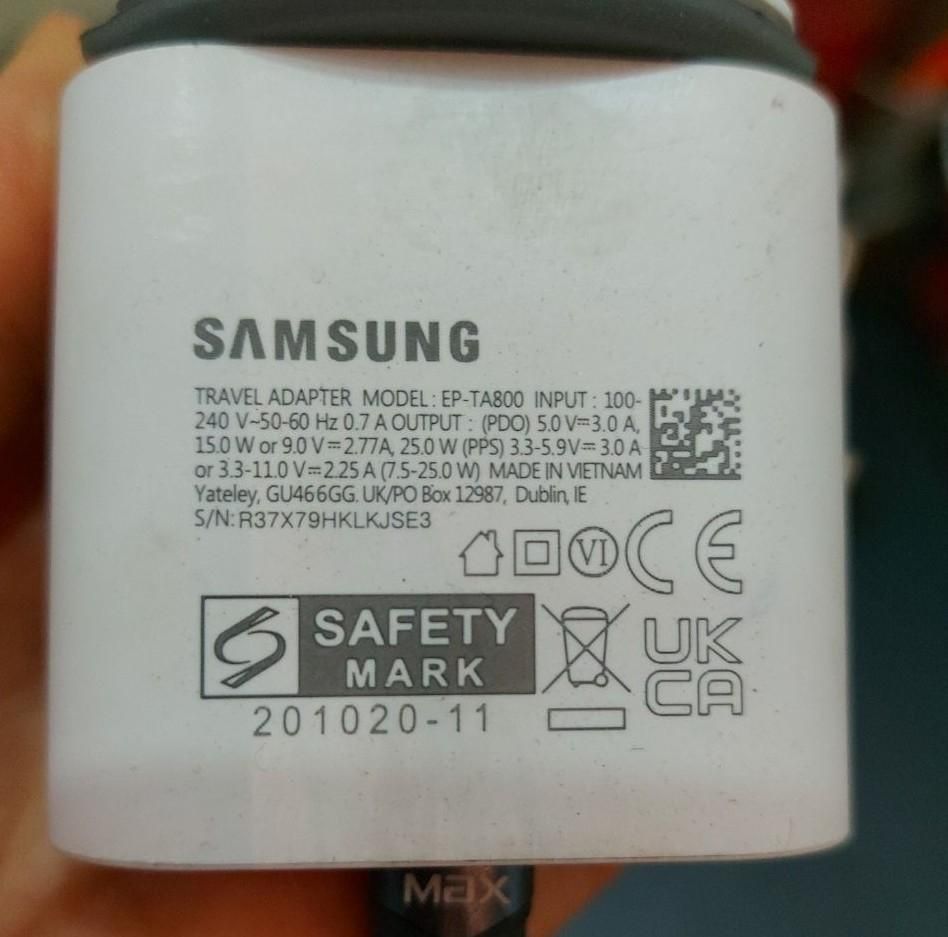 SAMSUNG
TRAVEL ADAPTER MODEL : EP-TA800 INPUT : 100-
240 V~50-60 Hz 0.7 A OUTPUT : (PDO) 5.0 V⎓3.0 A,
15.0 W or 9.0 V⎓2.77A, 25.0 W (PPS) 3.3-5.9V⎓ 3.0 A
or 3.3-11.0 V⎓2.25 A (7.5-25.0 W) MADE IN VIETNAM
Yateley, GU466GG. UK/PO Box 12987, Dublin, IE
S/N: R37X79HKLKJSE3
VI CE
SAFETY
MARK
201020-11
UK
CA
Max